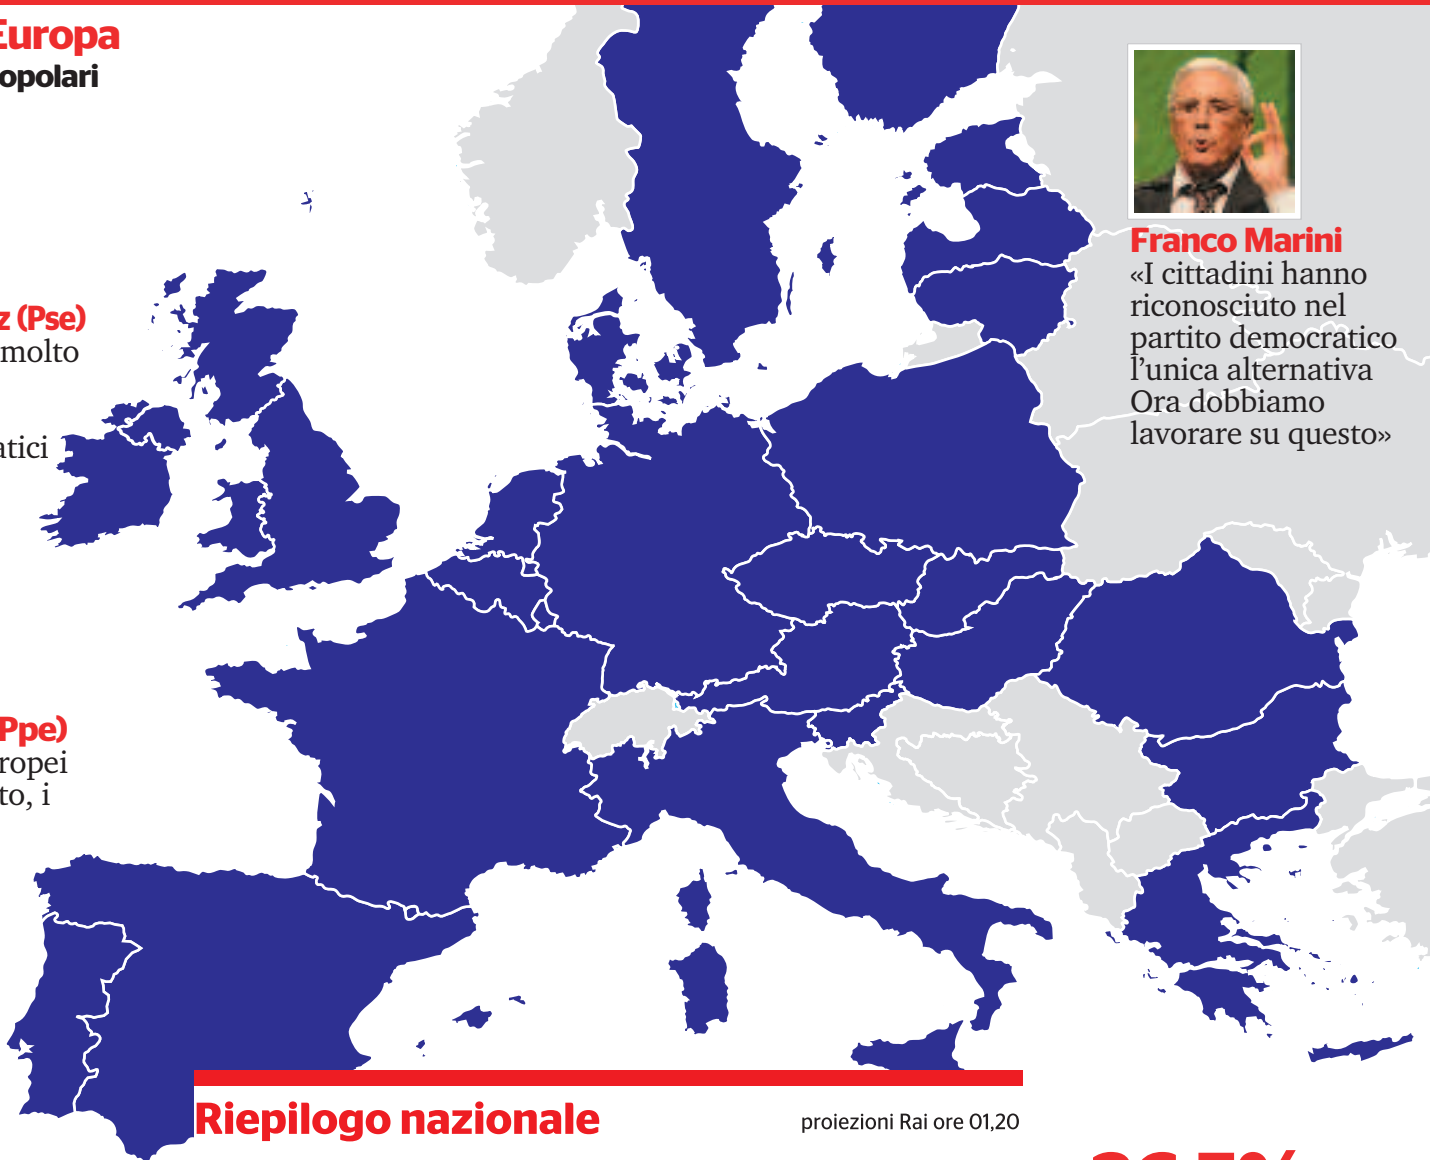 Europa
opolari
Franco Marini
«I cittadini hanno
riconosciuto nel
partito democratico
l'unica alternativa
Ora dobbiamo
lavorare su questo»
z (Pse)
molto
atici
Ppe)
ropei
to, i
Riepilogo nazionale
proiezioni Rai ore 01,20